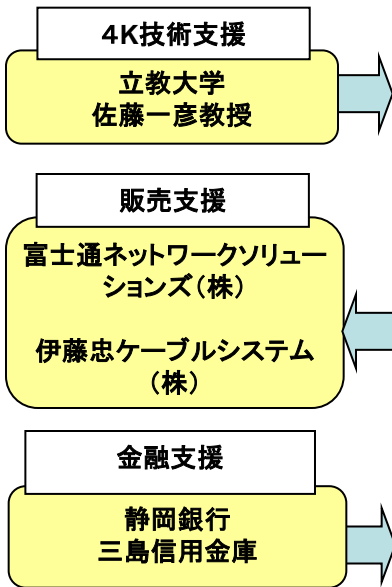 4K技術支援
立教大学
佐藤一彦教授
販売支援
富士通ネットワークソリュー
ションズ(株)
伊藤忠ケーブルシステム
(株)
金融支援
静岡銀行
三島信用金庫